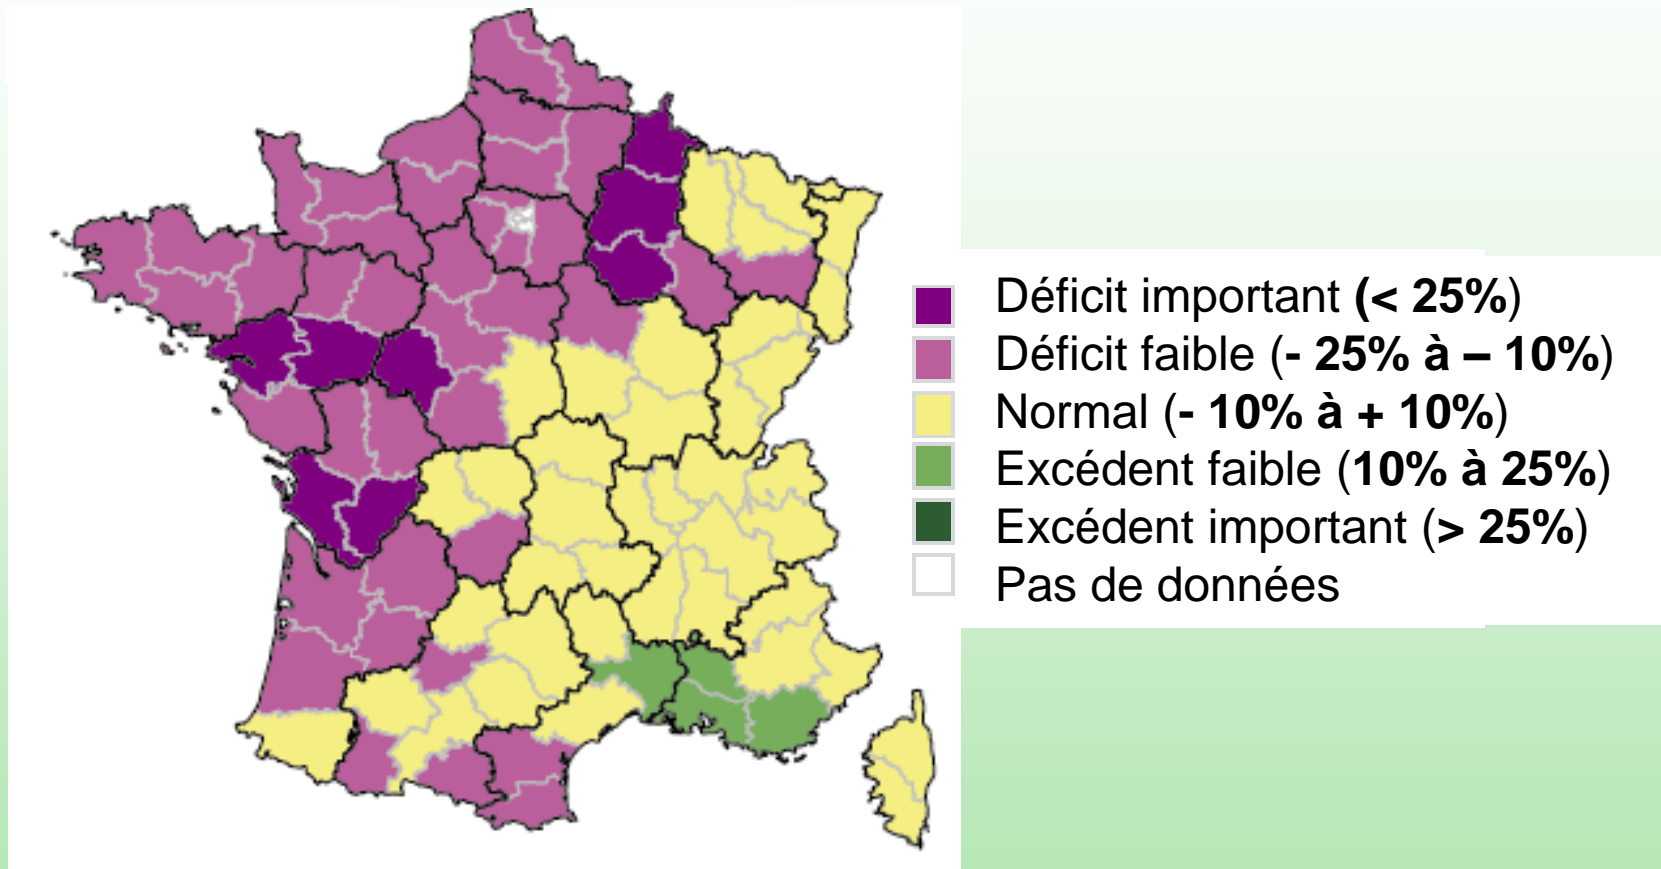 Déficit important (< 25%)
Déficit faible (- 25% à – 10%)
Normal (- 10% à + 10%)
Excédent faible (10% à 25%)
Excédent important (> 25%)
Pas de données